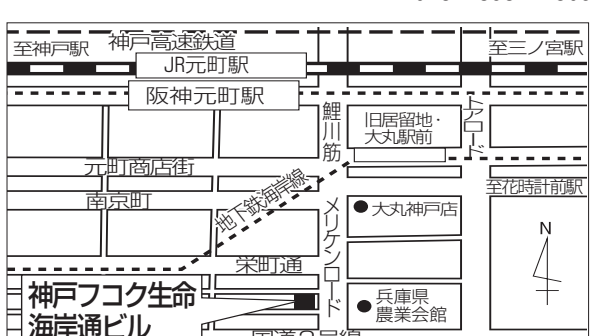 神戸高速鉄道
至神戸駅
至三ノ宮駅
JR元町駅
阪神元町駅
鯉川筋
旧居留地・
大丸駅前
トアロード
元町商店街
地下鉄海岸線
至花時計前駅
南京町
メリケンロード
大丸神戸店
N
栄町通
神戸フコク生命
海岸通ビル
兵庫県
農業会館